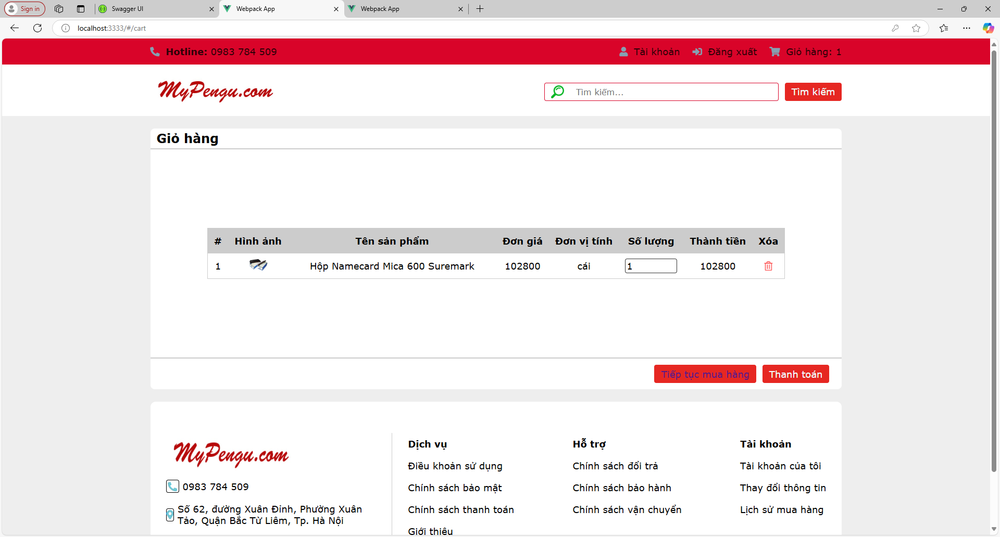 Sign in
Swagger UI
Webpack App
Webpack App
localhost:3333/#/cart
Hotline: 0983 784 509
Tài khoản
Đăng xuất
Giỏ hàng: 1
MyPengu.com
Tìm kiếm...
Tìm kiếm
Giỏ hàng
# Hình ảnh Tên sản phẩm Đơn giá Đơn vị tính Số lượng Thành tiền Xóa
1 Hộp Namecard Mica 600 Suremark 102800 cái 1 102800
Tiếp tục mua hàng
Thanh toán
MyPengu.com
0983 784 509
Số 62, đường Xuân Đỉnh, Phường Xuân
Tảo, Quận Bắc Từ Liêm, Tp. Hà Nội
Dịch vụ
Điều khoản sử dụng
Chính sách bảo mật
Chính sách thanh toán
Giới thiệu
Hỗ trợ
Chính sách đổi trả
Chính sách bảo hành
Chính sách vận chuyển
Tài khoản
Tài khoản của tôi
Thay đổi thông tin
Lịch sử mua hàng